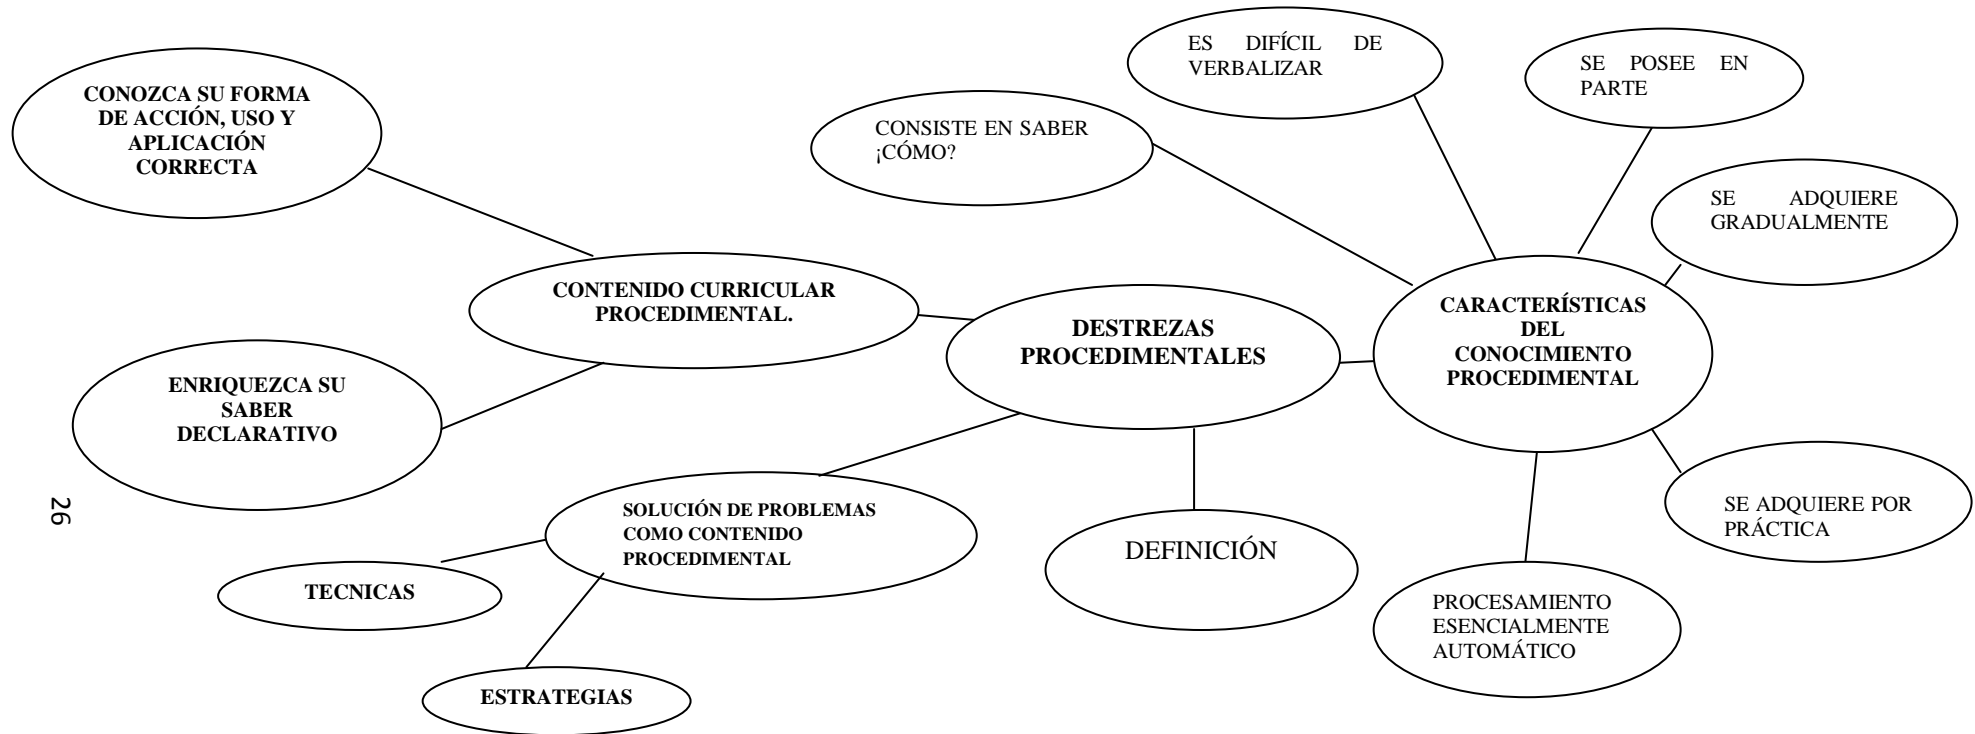 CONOZCA SU FORMA
DE ACCIÓN, USO Y
APLICACIÓN
CORRECTA
CONSISTE EN SABER
¡CÓMO?
ES DIFÍCIL DE
VERBALIZAR
SE POSEE EN
PARTE
SE ADQUIERE
GRADUALMENTE
CONTENIDO CURRICULAR
PROCEDIMENTAL.
DESTREZAS
PROCEDIMENTALES
CARACTERÍSTICAS
DEL
CONOCIMIENTO
PROCEDIMENTAL
ENRIQUEZCA SU
SABER
DECLARATIVO
SOLUCIÓN DE PROBLEMAS
COMO CONTENIDO
PROCEDIMENTAL
DEFINICIÓN
SE ADQUIERE POR
PRÁCTICA
TECNICAS
ESTRATEGIAS
PROCESAMIENTO
ESENCIALMENTE
AUTOMÁTICO
26